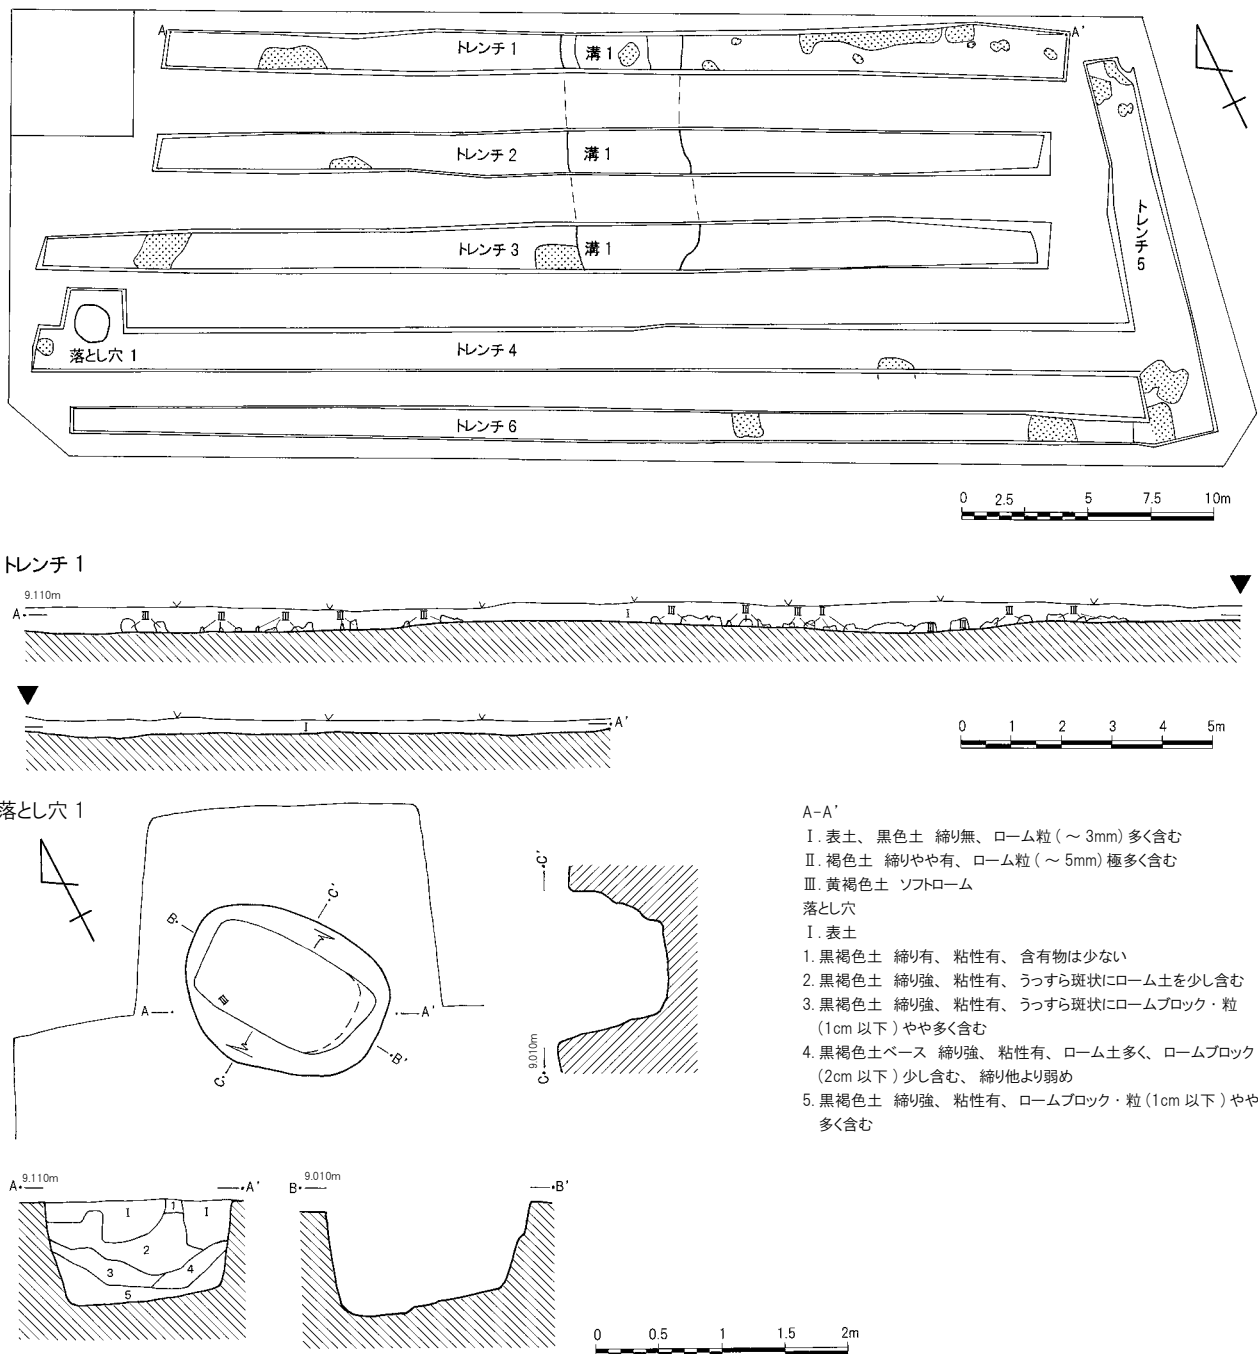 A
トレンチ 1
溝 1
A'
トレンチ 2
溝 1
トレンチ 3
溝 1
トレンチ 5
落とし穴 1
トレンチ 4
トレンチ 6
0 2.5 5 7.5 10m
トレンチ 1
9.110m
A
Ⅲ Ⅲ Ⅲ Ⅲ Ⅲ Ⅰ Ⅲ Ⅲ Ⅲ Ⅱ Ⅲ Ⅲ
Ⅰ
A'
0 1 2 3 4 5m
落とし穴 1
B
C'
A
A'
B'
C
C'
9.010m
C
A-A'
Ⅰ. 表土、 黒色土 締り無、 ローム粒 ( ~ 3mm) 多く含む
Ⅱ. 褐色土 締りやや有、 ローム粒 ( ~ 5mm) 極多く含む
Ⅲ. 黄褐色土 ソフトローム
落とし穴
Ⅰ. 表土
1. 黒褐色土 締り有、 粘性有、 含有物は少ない
2. 黒褐色土 締り強、 粘性有、 うっすら斑状にローム土を少し含む
3. 黒褐色土 締り強、 粘性有、 うっすら斑状にロームブロック・粒
(1cm 以下 ) やや多く含む
4. 黒褐色土ベース 締り強、 粘性有、 ローム土多く、 ロームブロック
(2cm 以下 ) 少し含む、 締り他より弱め
5. 黒褐色土 締り強、 粘性有、 ロームブロック・粒 (1cm 以下 ) やや
多く含む
A 9.110m A'
Ⅰ 1 Ⅰ
2
3 4
5
B 9.010m B'
0 0.5 1 1.5 2m